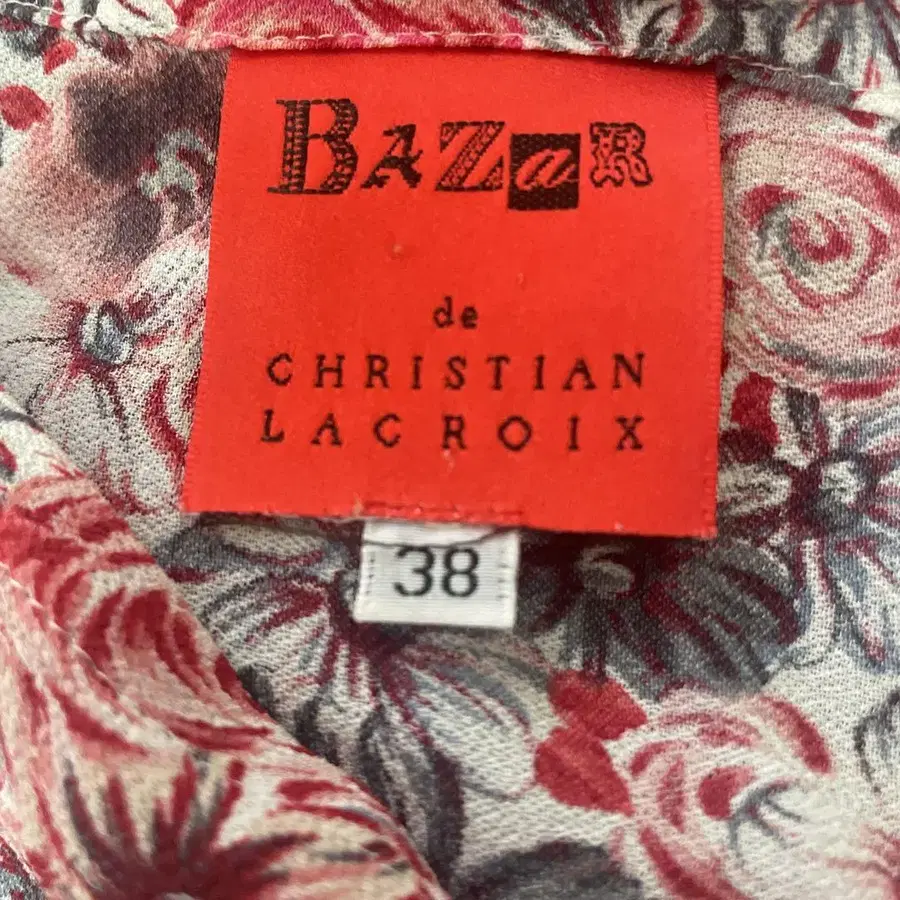 BAZaR
de
CHRISTIAN
LACROIX
38